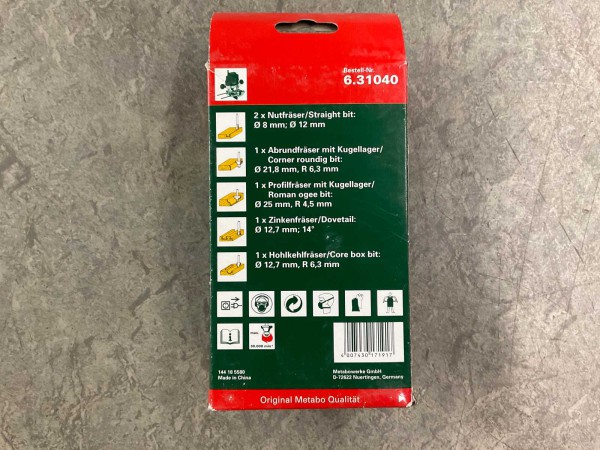 Bestell-Nr.
6.31040
2 x Nutfräser/Straight bit:
Ø 8 mm; Ø 12 mm
1 x Abrundfräser mit Kugellager/
Corner roundig bit:
Ø 21,8 mm, R 6,3 mm
1 x Profilfräser mit Kugellager/
Roman ogee bit:
Ø 25 mm, R 4,5 mm
1 x Zinkenfräser/Dovetail:
Ø 12,7 mm; 14°
1 x Hohlkehlfräser/Core box bit:
Ø 12,7 mm, R 6,3 mm
4 007430 171917
144 10 5580
Made in China
Metabowerke GmbH
D-72622 Nuertingen, Germany
Original Metabo Qualität